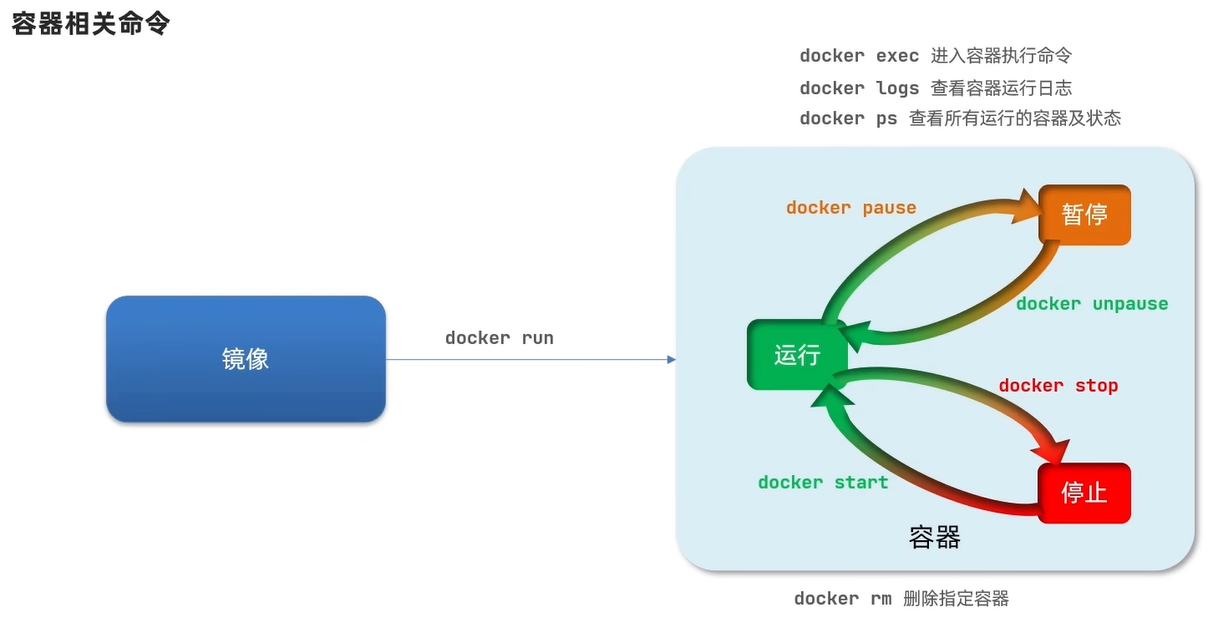 容器相关命令
docker exec 进入容器执行命令
docker logs 查看容器运行日志
docker ps 查看所有运行的容器及状态
docker pause
暂停
docker unpause
docker run
镜像
运行
docker stop
docker start
停止
容器
docker rm 删除指定容器